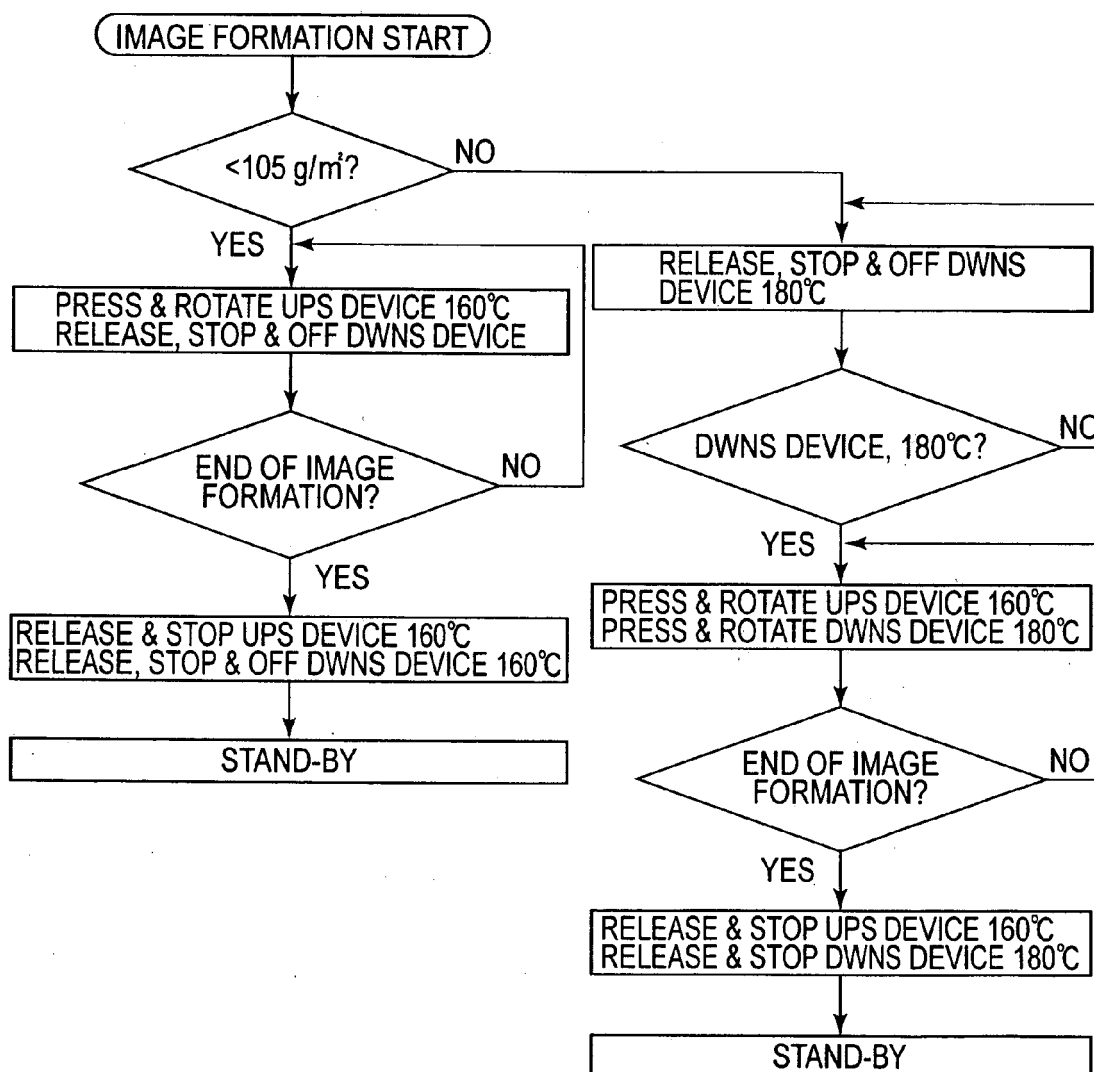 IMAGE FORMATION START
<105 g/㎡?
NO
YES
PRESS & ROTATE UPS DEVICE 160℃
RELEASE, STOP & OFF DWNS DEVICE
END OF IMAGE
FORMATION?
NO
YES
RELEASE & STOP UPS DEVICE 160℃
RELEASE, STOP & OFF DWNS DEVICE 160℃
STAND-BY
RELEASE, STOP & OFF DWNS
DEVICE 180℃
DWNS DEVICE, 180℃?
NO
YES
PRESS & ROTATE UPS DEVICE 160℃
PRESS & ROTATE DWNS DEVICE 180℃
END OF IMAGE
FORMATION?
NO
YES
RELEASE & STOP UPS DEVICE 160℃
RELEASE & STOP DWNS DEVICE 180℃
STAND-BY